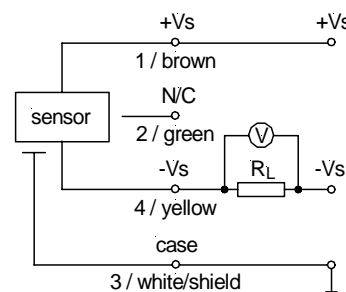 +Vs +Vs
1 / brown
N/C
sensor
2 / green
V
-Vs RL -Vs
4 / yellow
case
3 / white/shield